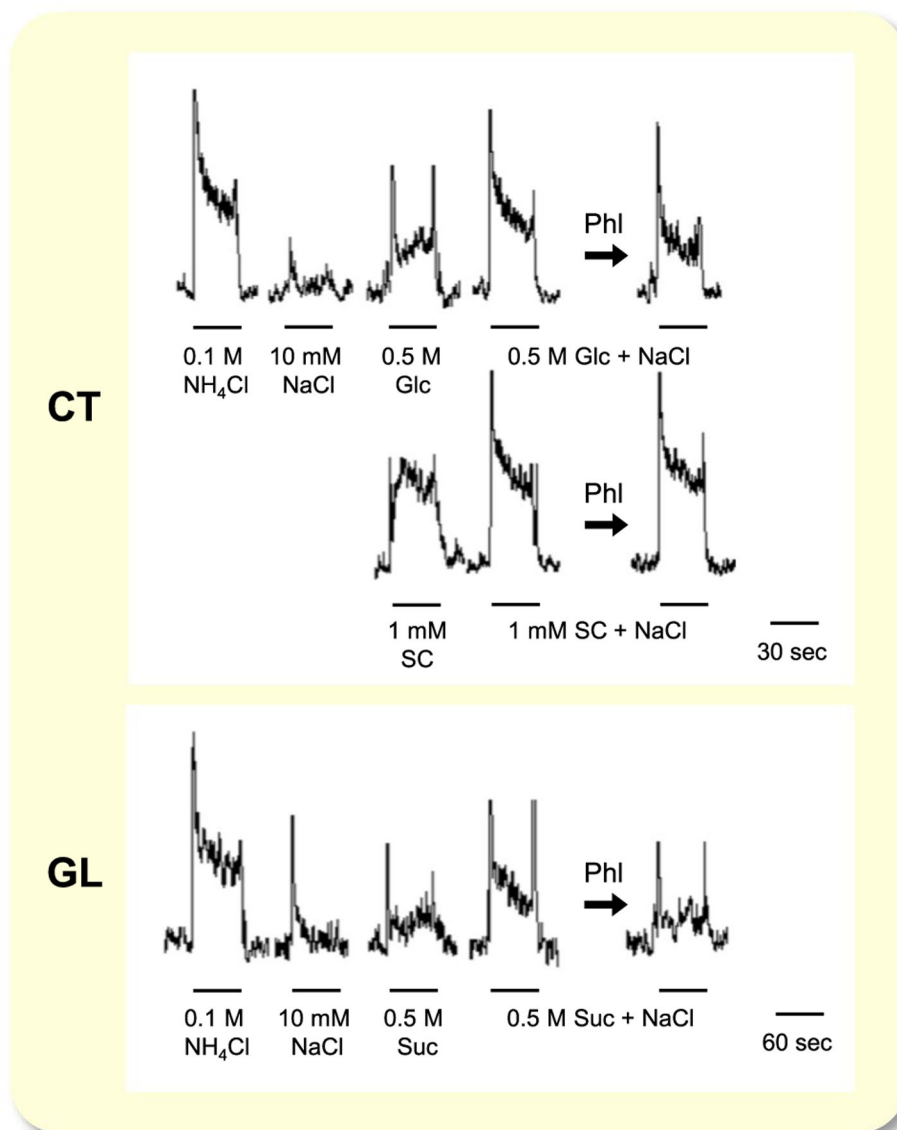 Phl
0.1 M 10 mM 0.5 M 0.5 M Glc + NaCl
NH₄Cl NaCl Glc
CT
Phl
1 mM 1 mM SC + NaCl
SC
30 sec
GL
Phl
0.1 M 10 mM 0.5 M 0.5 M Suc + NaCl
NH₄Cl NaCl Suc
60 sec